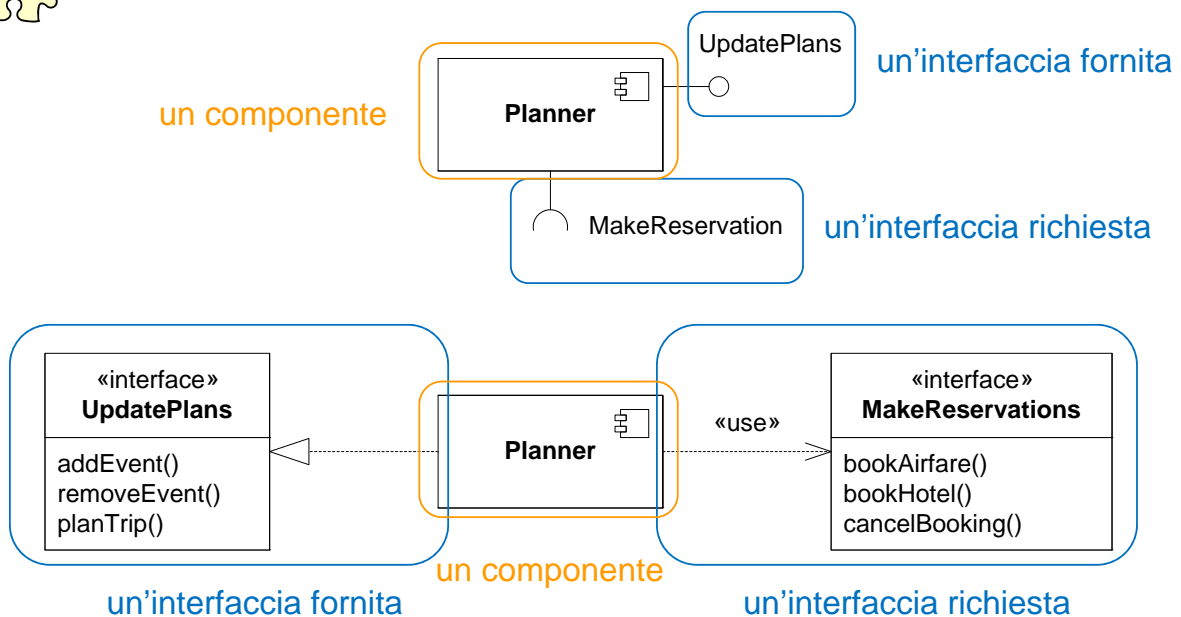 UpdatePlans
un'interfaccia fornita
un componente
Planner
MakeReservation
un'interfaccia richiesta
«interface»
UpdatePlans
addEvent()
removeEvent()
planTrip()
Planner
«use»
«interface»
MakeReservations
bookAirfare()
bookHotel()
cancelBooking()
un componente
un'interfaccia fornita
un'interfaccia richiesta